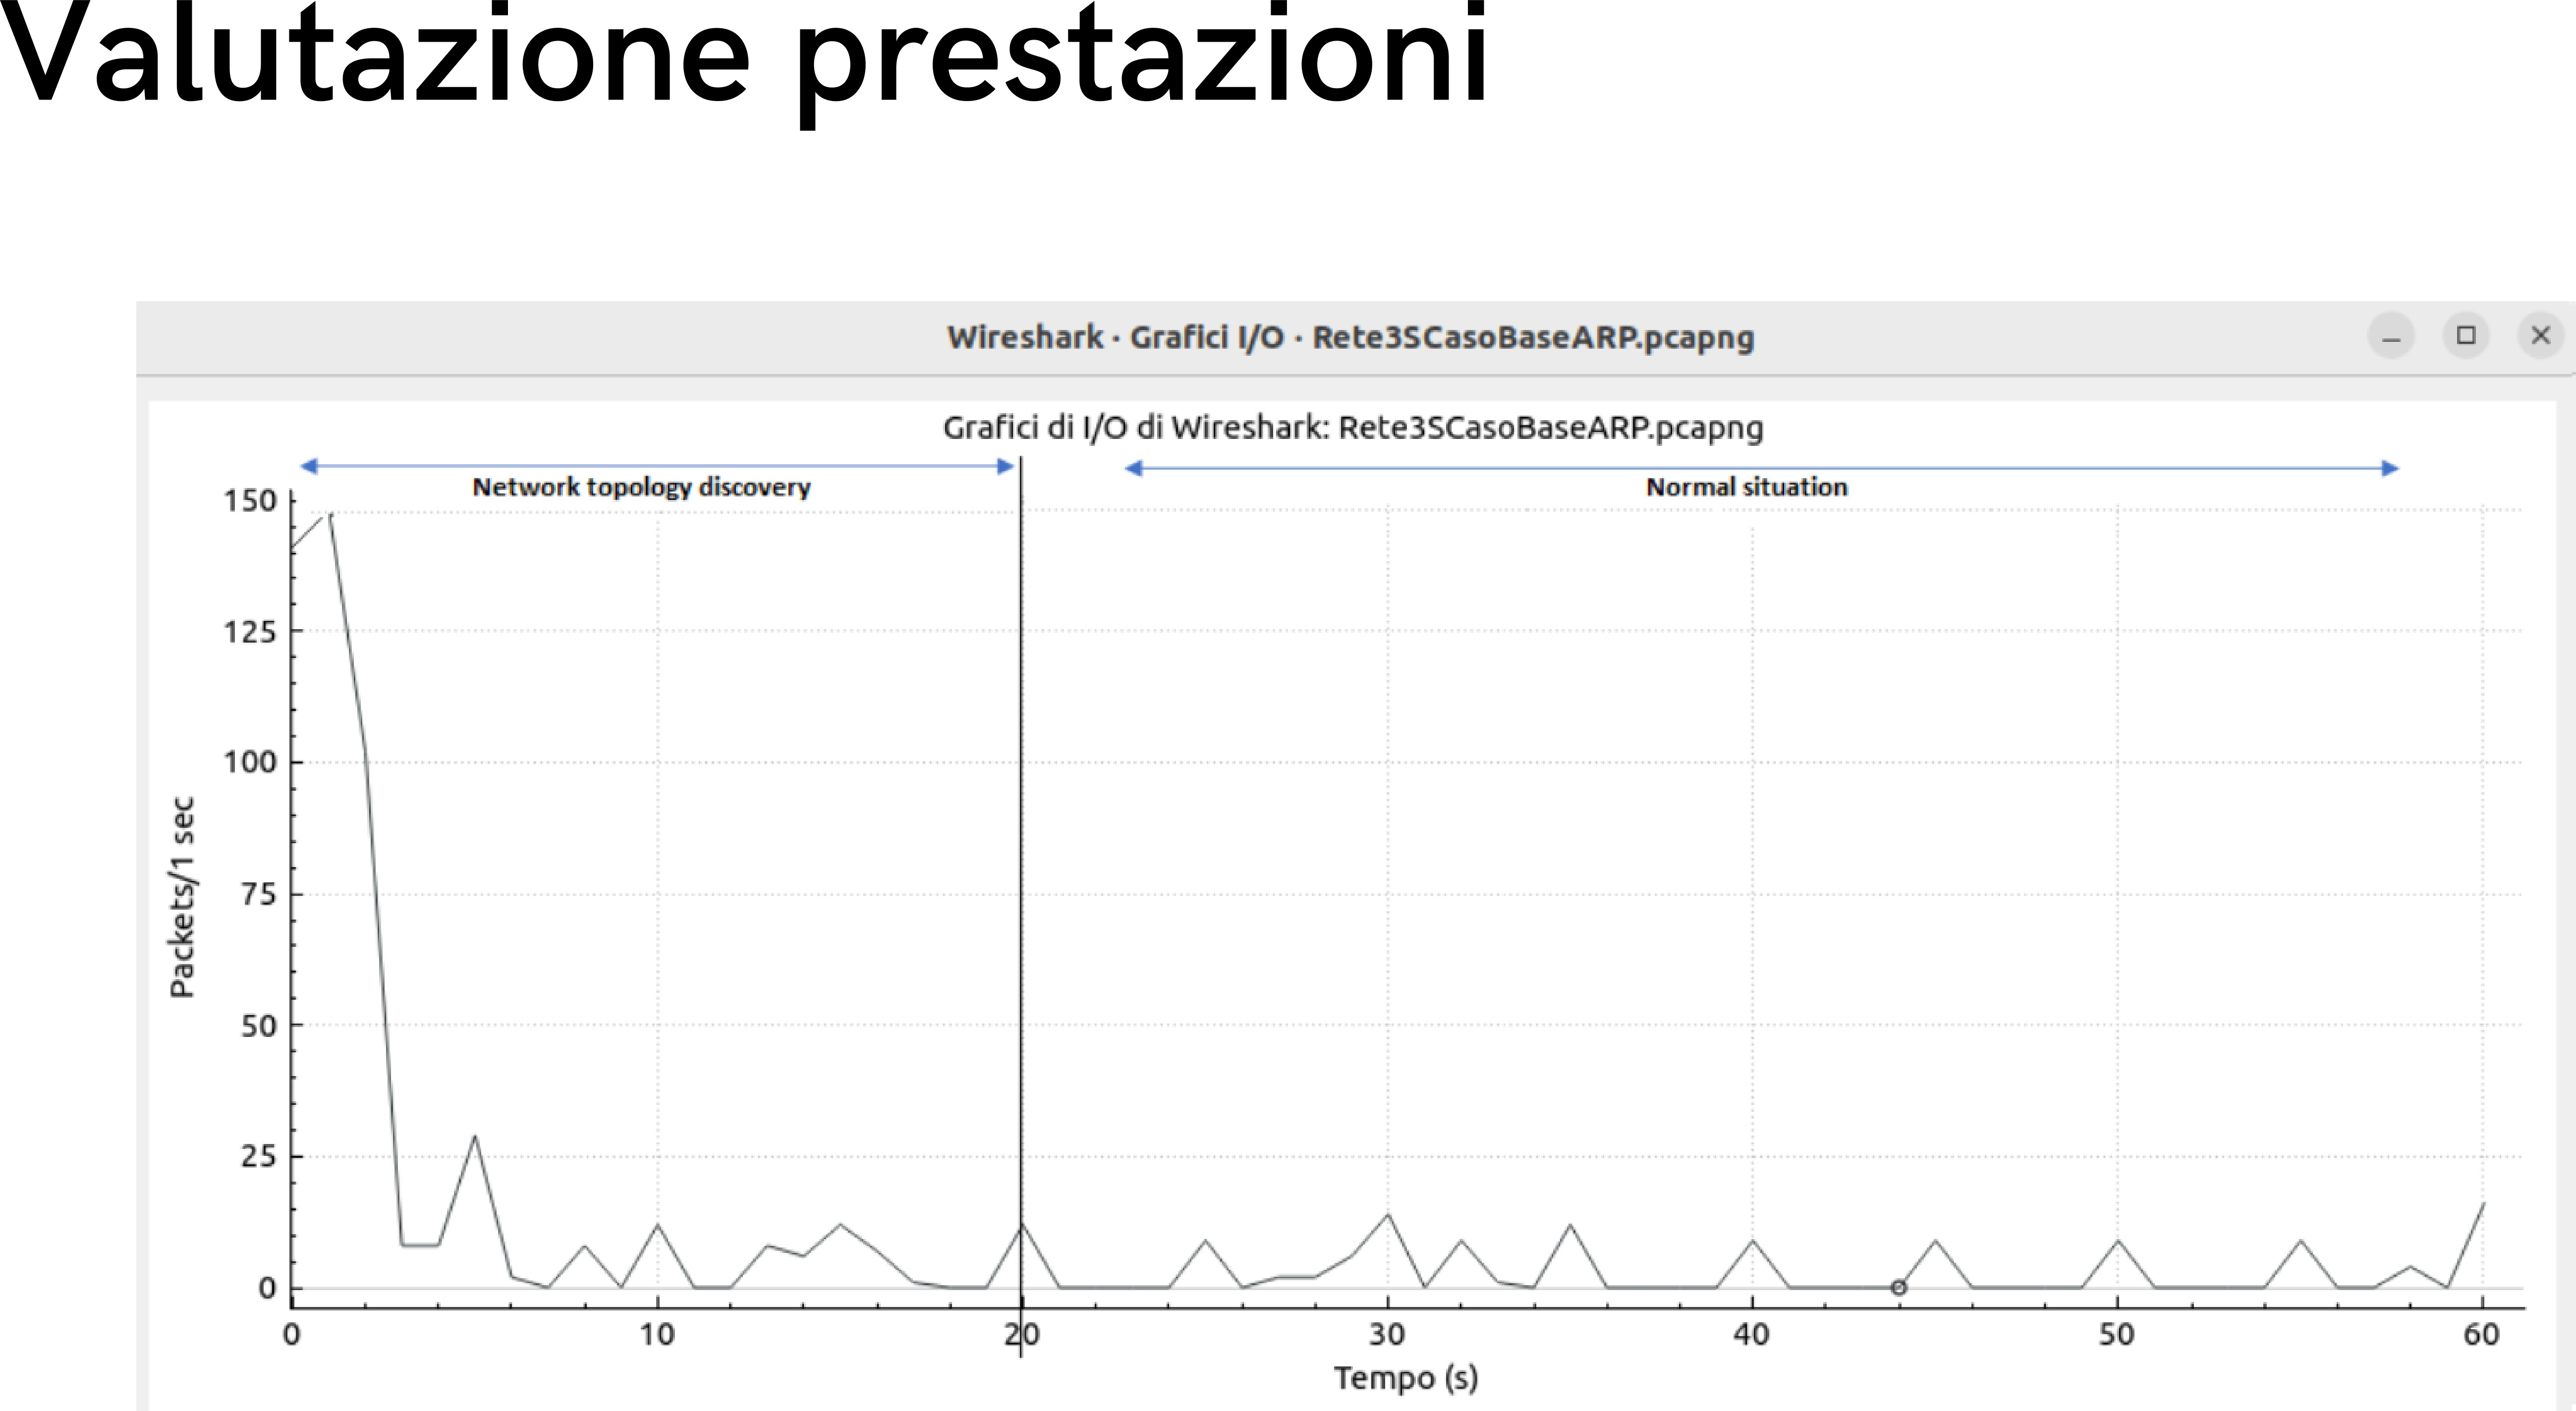 Valutazione prestazioni
Wireshark · Grafici I/O · Rete3SCasoBaseARP.pcapng
Grafici di I/O di Wireshark: Rete3SCasoBaseARP.pcapng
Network topology discovery
Normal situation
150
125
100
75
50
25
0
Packets/1 sec
0 10 20 30 40 50 60
Tempo (s)